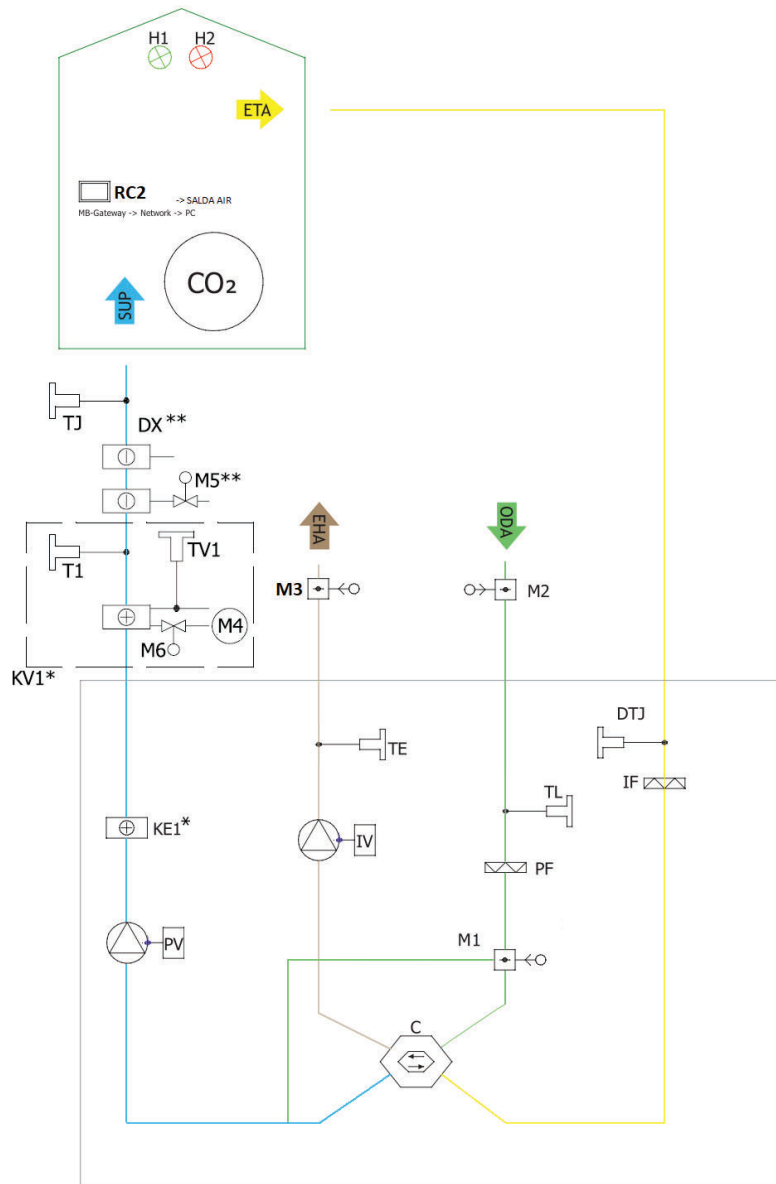 H1 H2
ETA
RC2 -> SALDA AIR
MB-Gateway -> Network -> PC
CO₂
SUP
TJ
DX**
M5**
EHA
ODA
T1
TV1
M3
M2
M4
M6
KV1*
DTJ
TE
IF
TL
KE1*
IV
PF
PV
M1
C